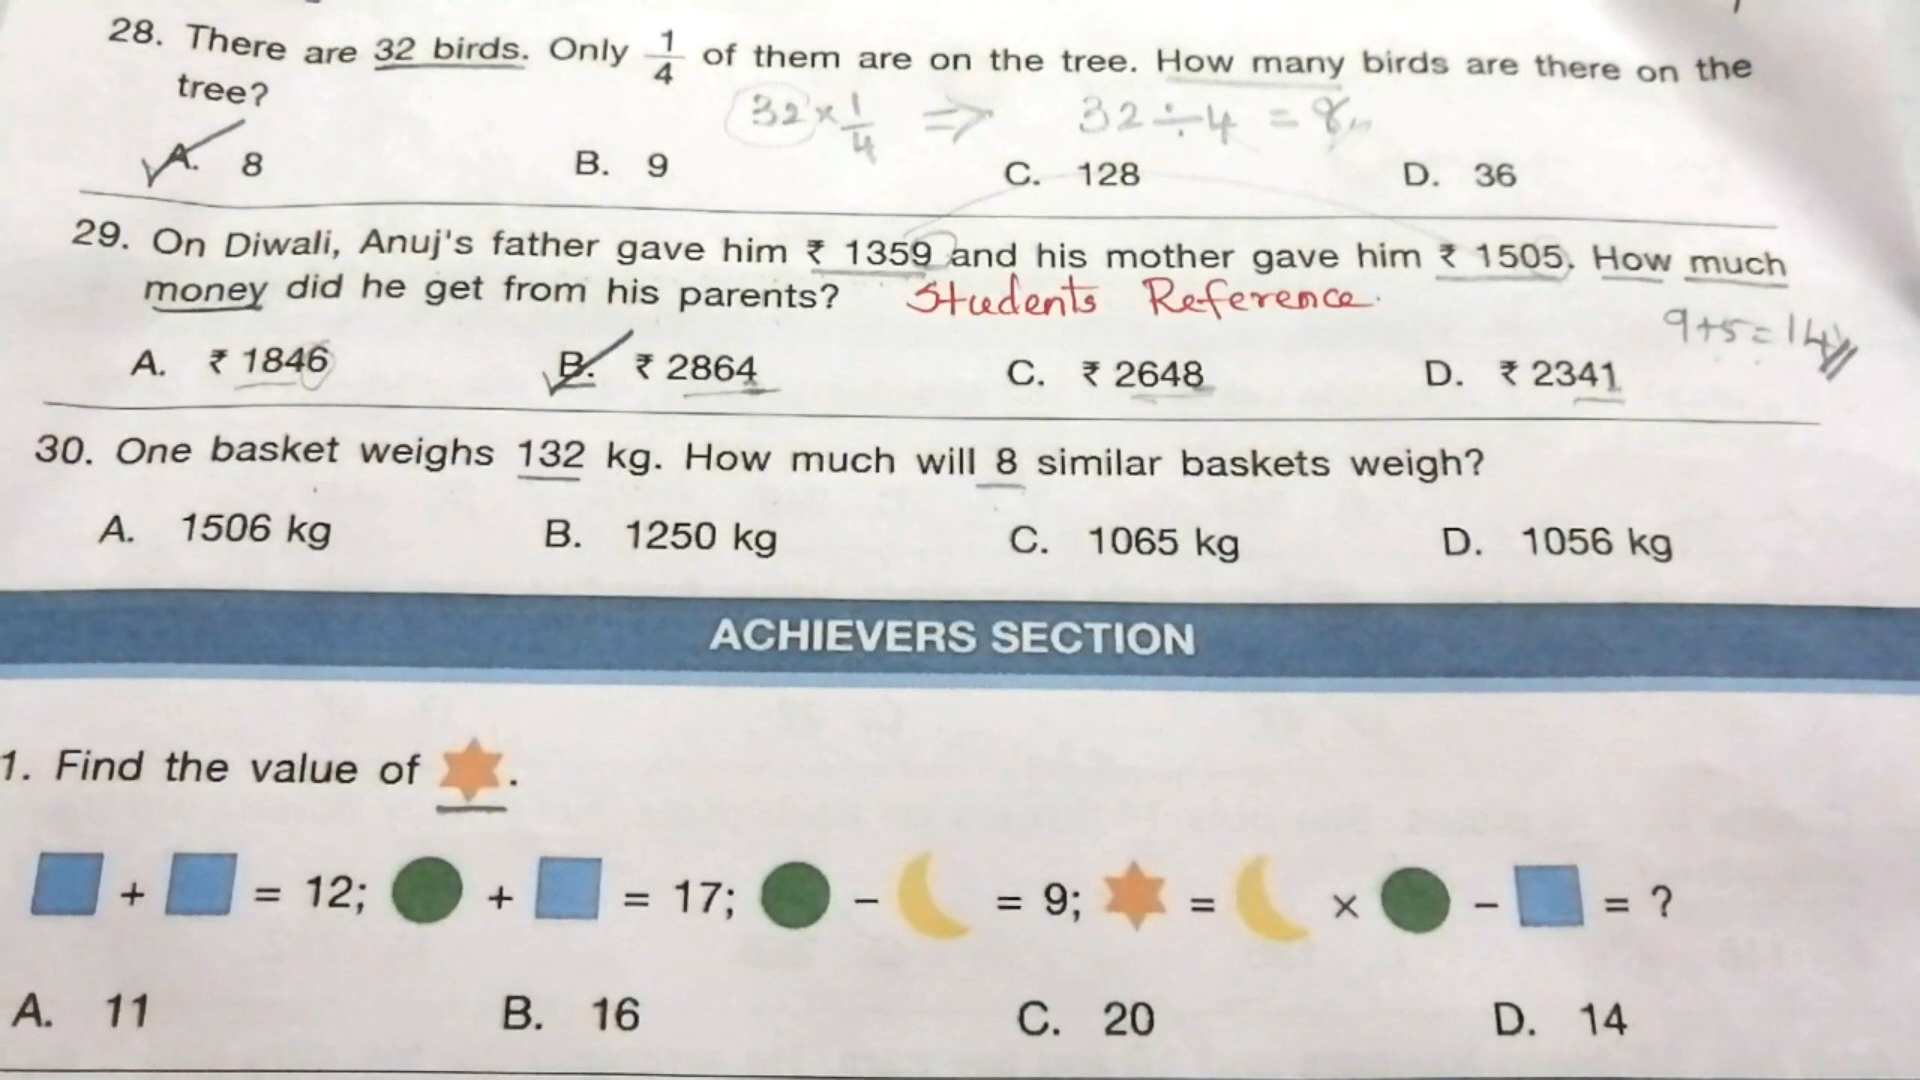 28. There are 32 birds. Only 1/4 of them are on the tree. How many birds are there on the
tree?
32 × 1/4 ⇒ 32 ÷ 4 = 8
A. 8 B. 9 C. 128 D. 36
29. On Diwali, Anuj's father gave him ₹ 1359 and his mother gave him ₹ 1505. How much
money did he get from his parents? Students Reference.
9+5=14
A. ₹ 1846 B. ₹ 2864 C. ₹ 2648 D. ₹ 2341
30. One basket weighs 132 kg. How much will 8 similar baskets weigh?
A. 1506 kg B. 1250 kg C. 1065 kg D. 1056 kg
ACHIEVERS SECTION
1. Find the value of .
+ = 12; + = 17; - = 9; = × - = ?
A. 11 B. 16 C. 20 D. 14